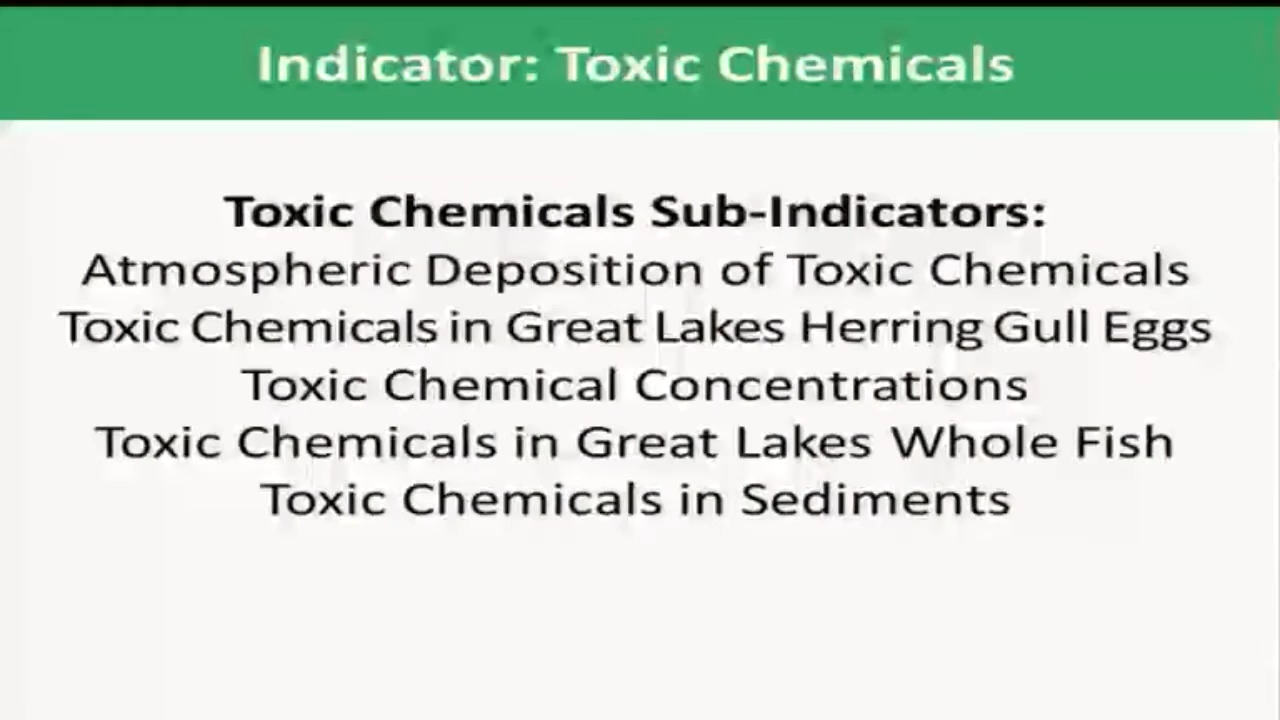 Indicator: Toxic Chemicals
Toxic Chemicals Sub-Indicators:
Atmospheric Deposition of Toxic Chemicals
Toxic Chemicals in Great Lakes Herring Gull Eggs
Toxic Chemical Concentrations
Toxic Chemicals in Great Lakes Whole Fish
Toxic Chemicals in Sediments